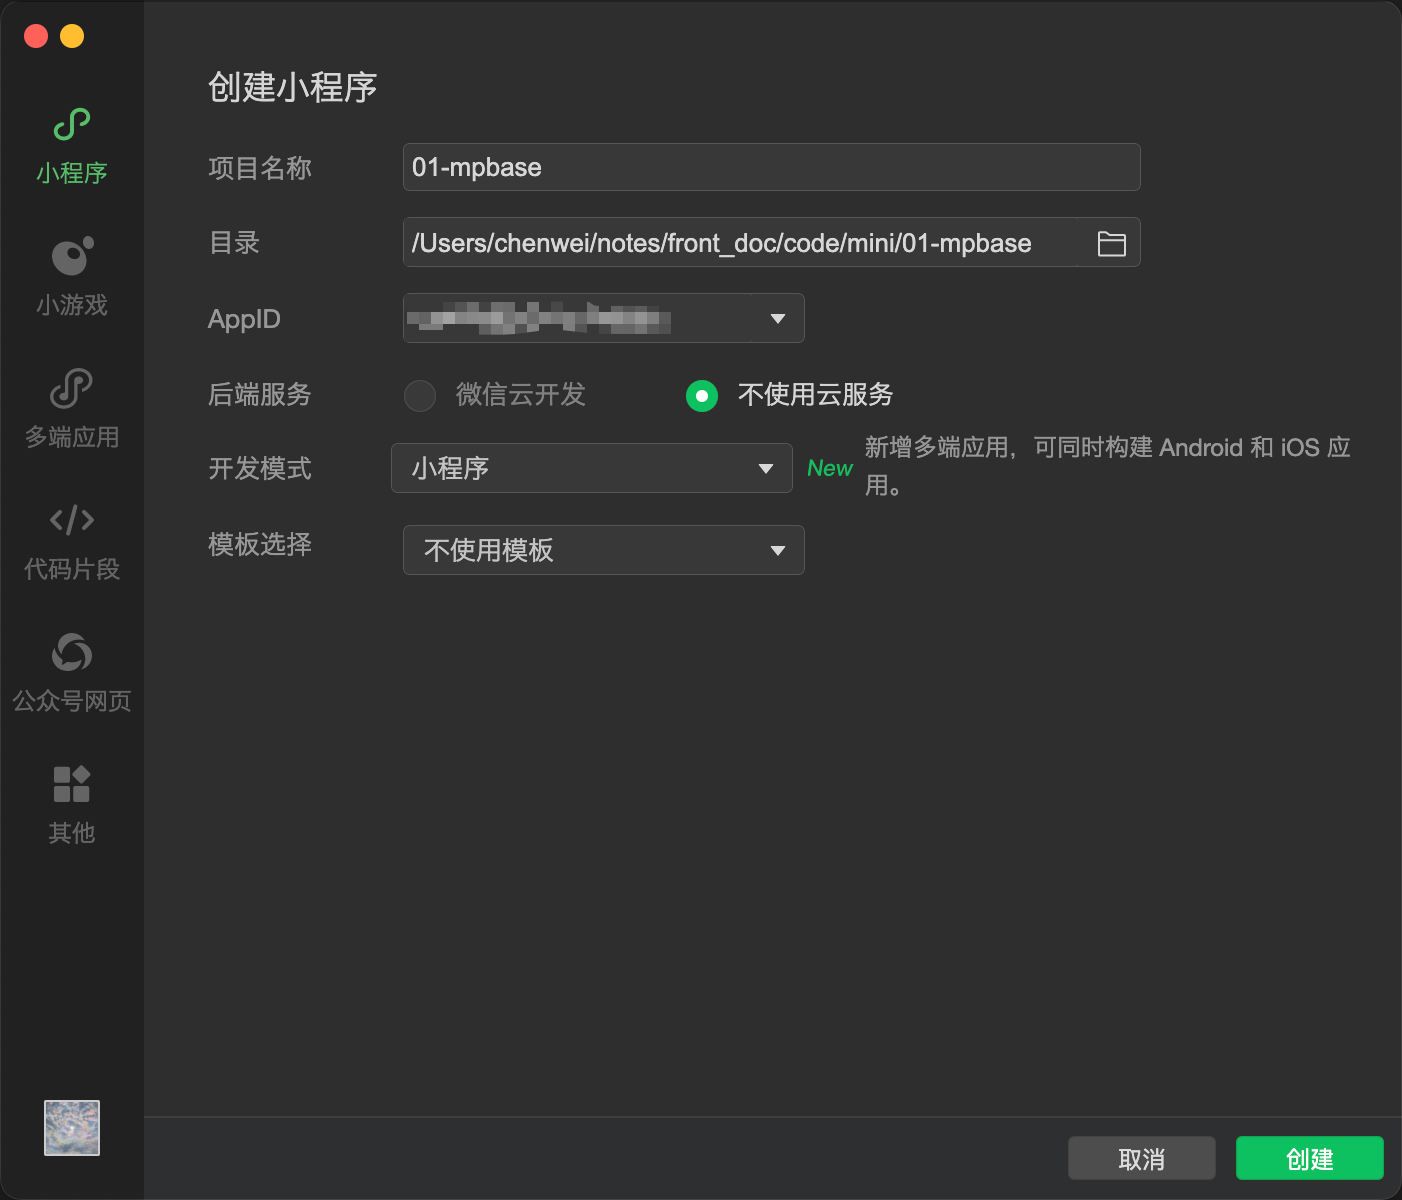 小程序
小游戏
多端应用
代码片段
公众号网页
其他
创建小程序
项目名称
01-mpbase
目录
/Users/chenwei/notes/front_doc/code/mini/01-mpbase
AppID
后端服务
微信云开发
不使用云服务
开发模式
小程序
New
新增多端应用，可同时构建 Android 和 iOS 应
用。
模板选择
不使用模板
取消
创建